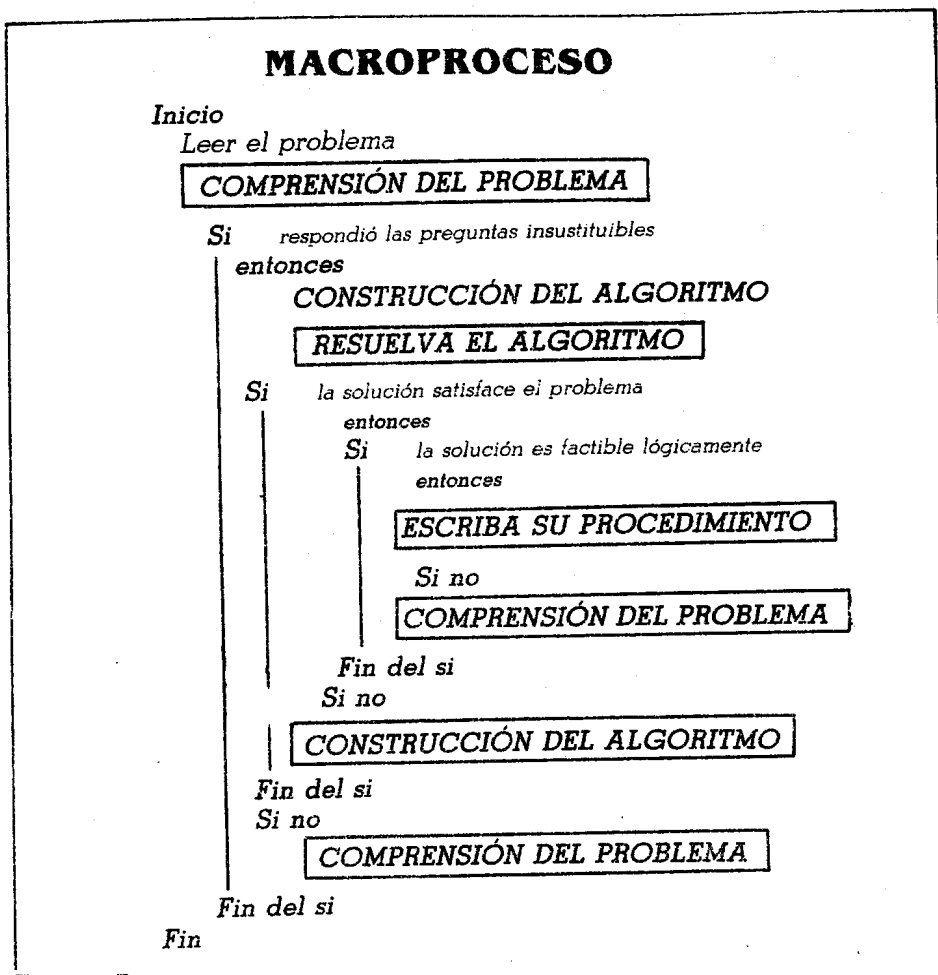 MACROPROCESO
Inicio
Leer el problema
COMPRENSIÓN DEL PROBLEMA
Si respondió las preguntas insustituibles
entonces
CONSTRUCCIÓN DEL ALGORITMO
RESUELVA EL ALGORITMO
Si la solución satisface el problema
entonces
Si la solución es factible lógicamente
entonces
ESCRIBA SU PROCEDIMIENTO
Si no
COMPRENSIÓN DEL PROBLEMA
Fin del si
Si no
CONSTRUCCIÓN DEL ALGORITMO
Fin del si
Si no
COMPRENSIÓN DEL PROBLEMA
Fin del si
Fin